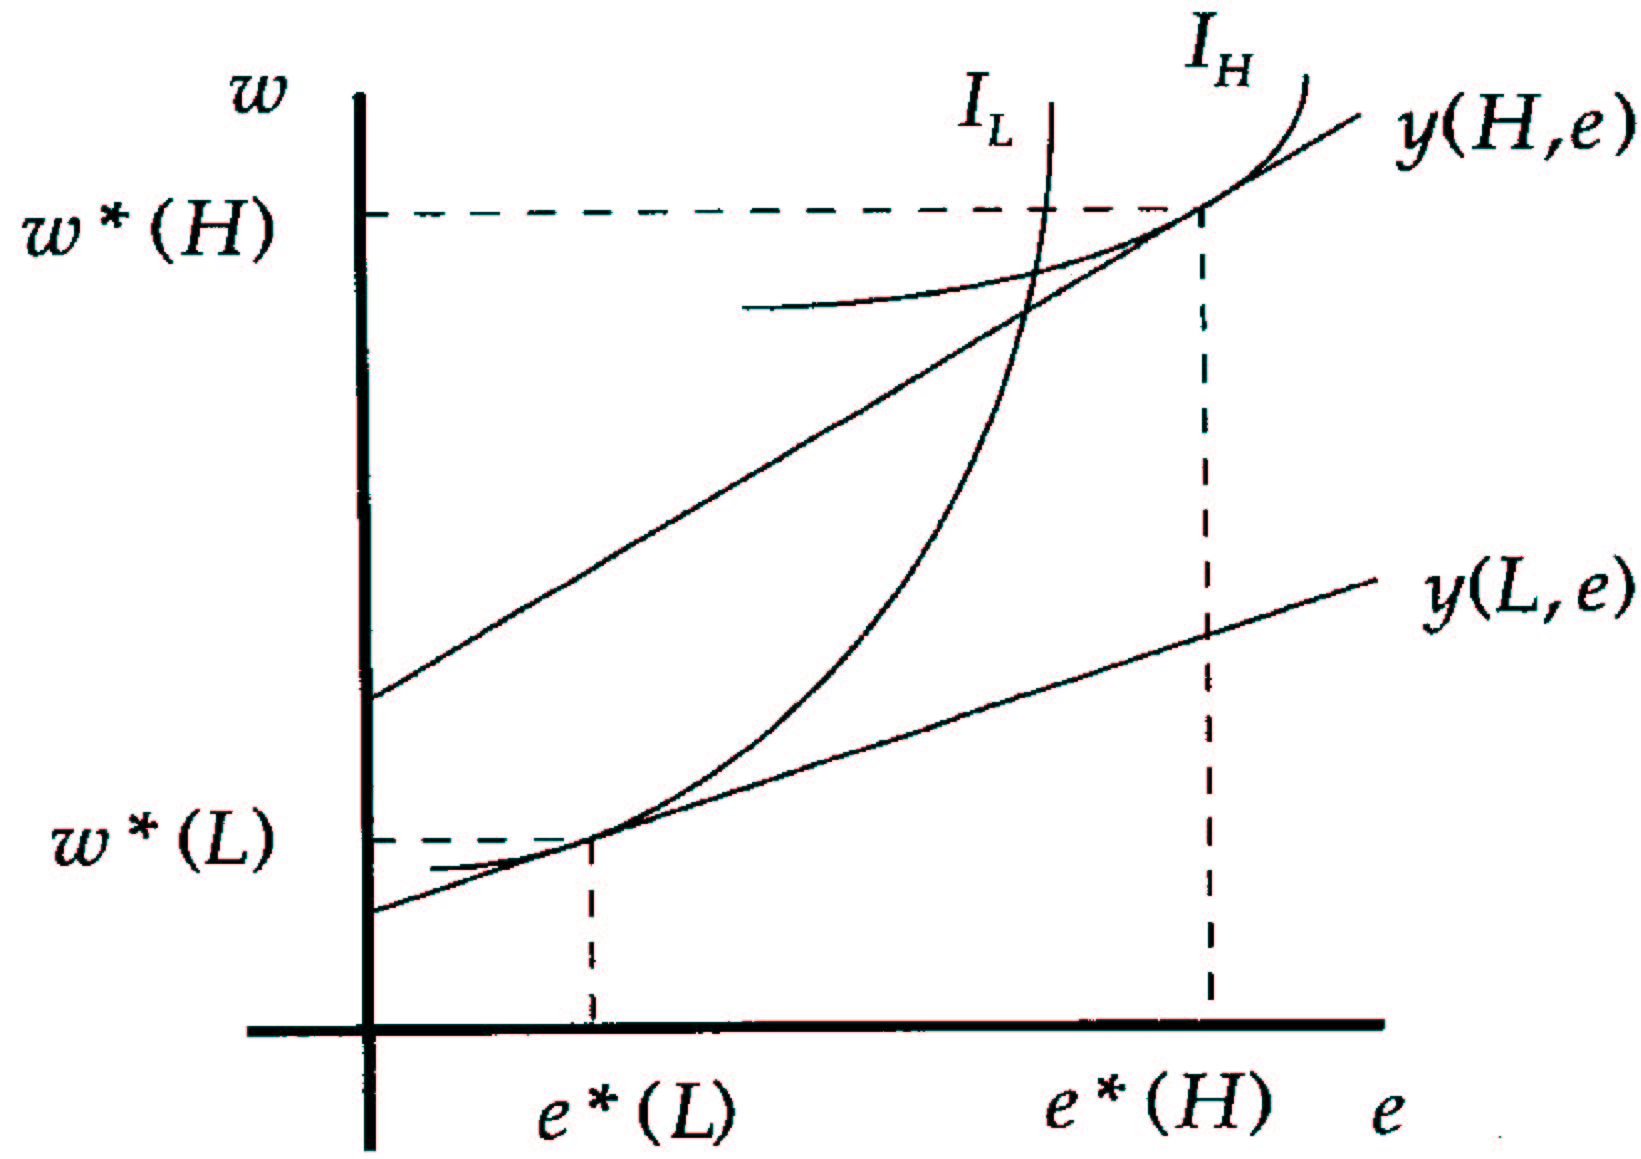 I_H
w
I_L
y(H,e)
w*(H)
y(L,e)
w*(L)
e*(L)
e*(H)
e